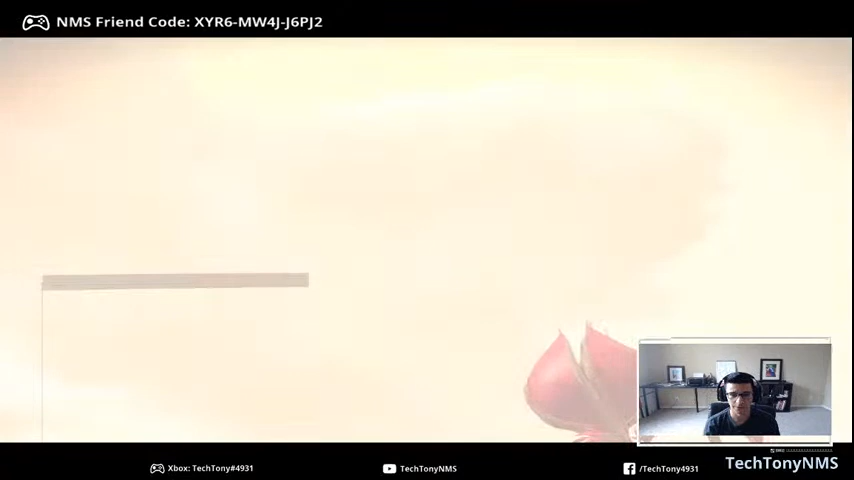 NMS Friend Code: XYR6-MW4J-J6PJ2
Xbox: TechTony#4931
TechTonyNMS
/TechTony4931
TechTonyNMS